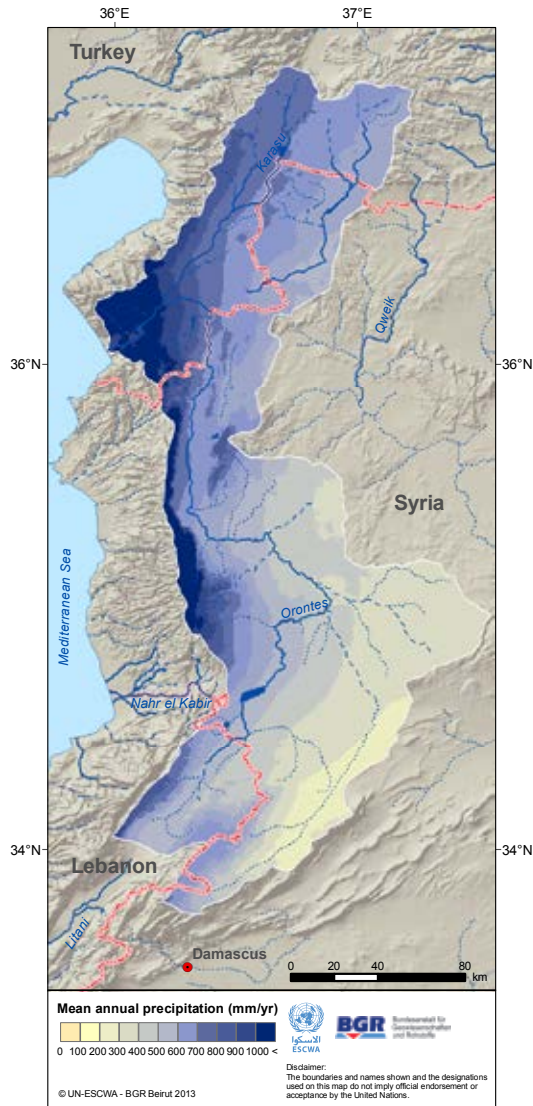 36°E
37°E
Turkey
Karasu
Qweik
36°N
36°N
Syria
Mediterranean Sea
Orontes
Nahr el Kabir
34°N
34°N
Lebanon
Litani
Damascus
0 40 80
20 60
km
Mean annual precipitation (mm/yr)
0 100 200 300 400 500 600 700 800 900 1000 <
الاسكوا
ESCWA
BGR
Bundesanstalt für
Geowissenschaften
und Rohstoffe
Disclaimer:
The boundaries and names shown and the designations
used on this map do not imply official endorsement or
acceptance by the United Nations.
© UN-ESCWA - BGR Beirut 2013